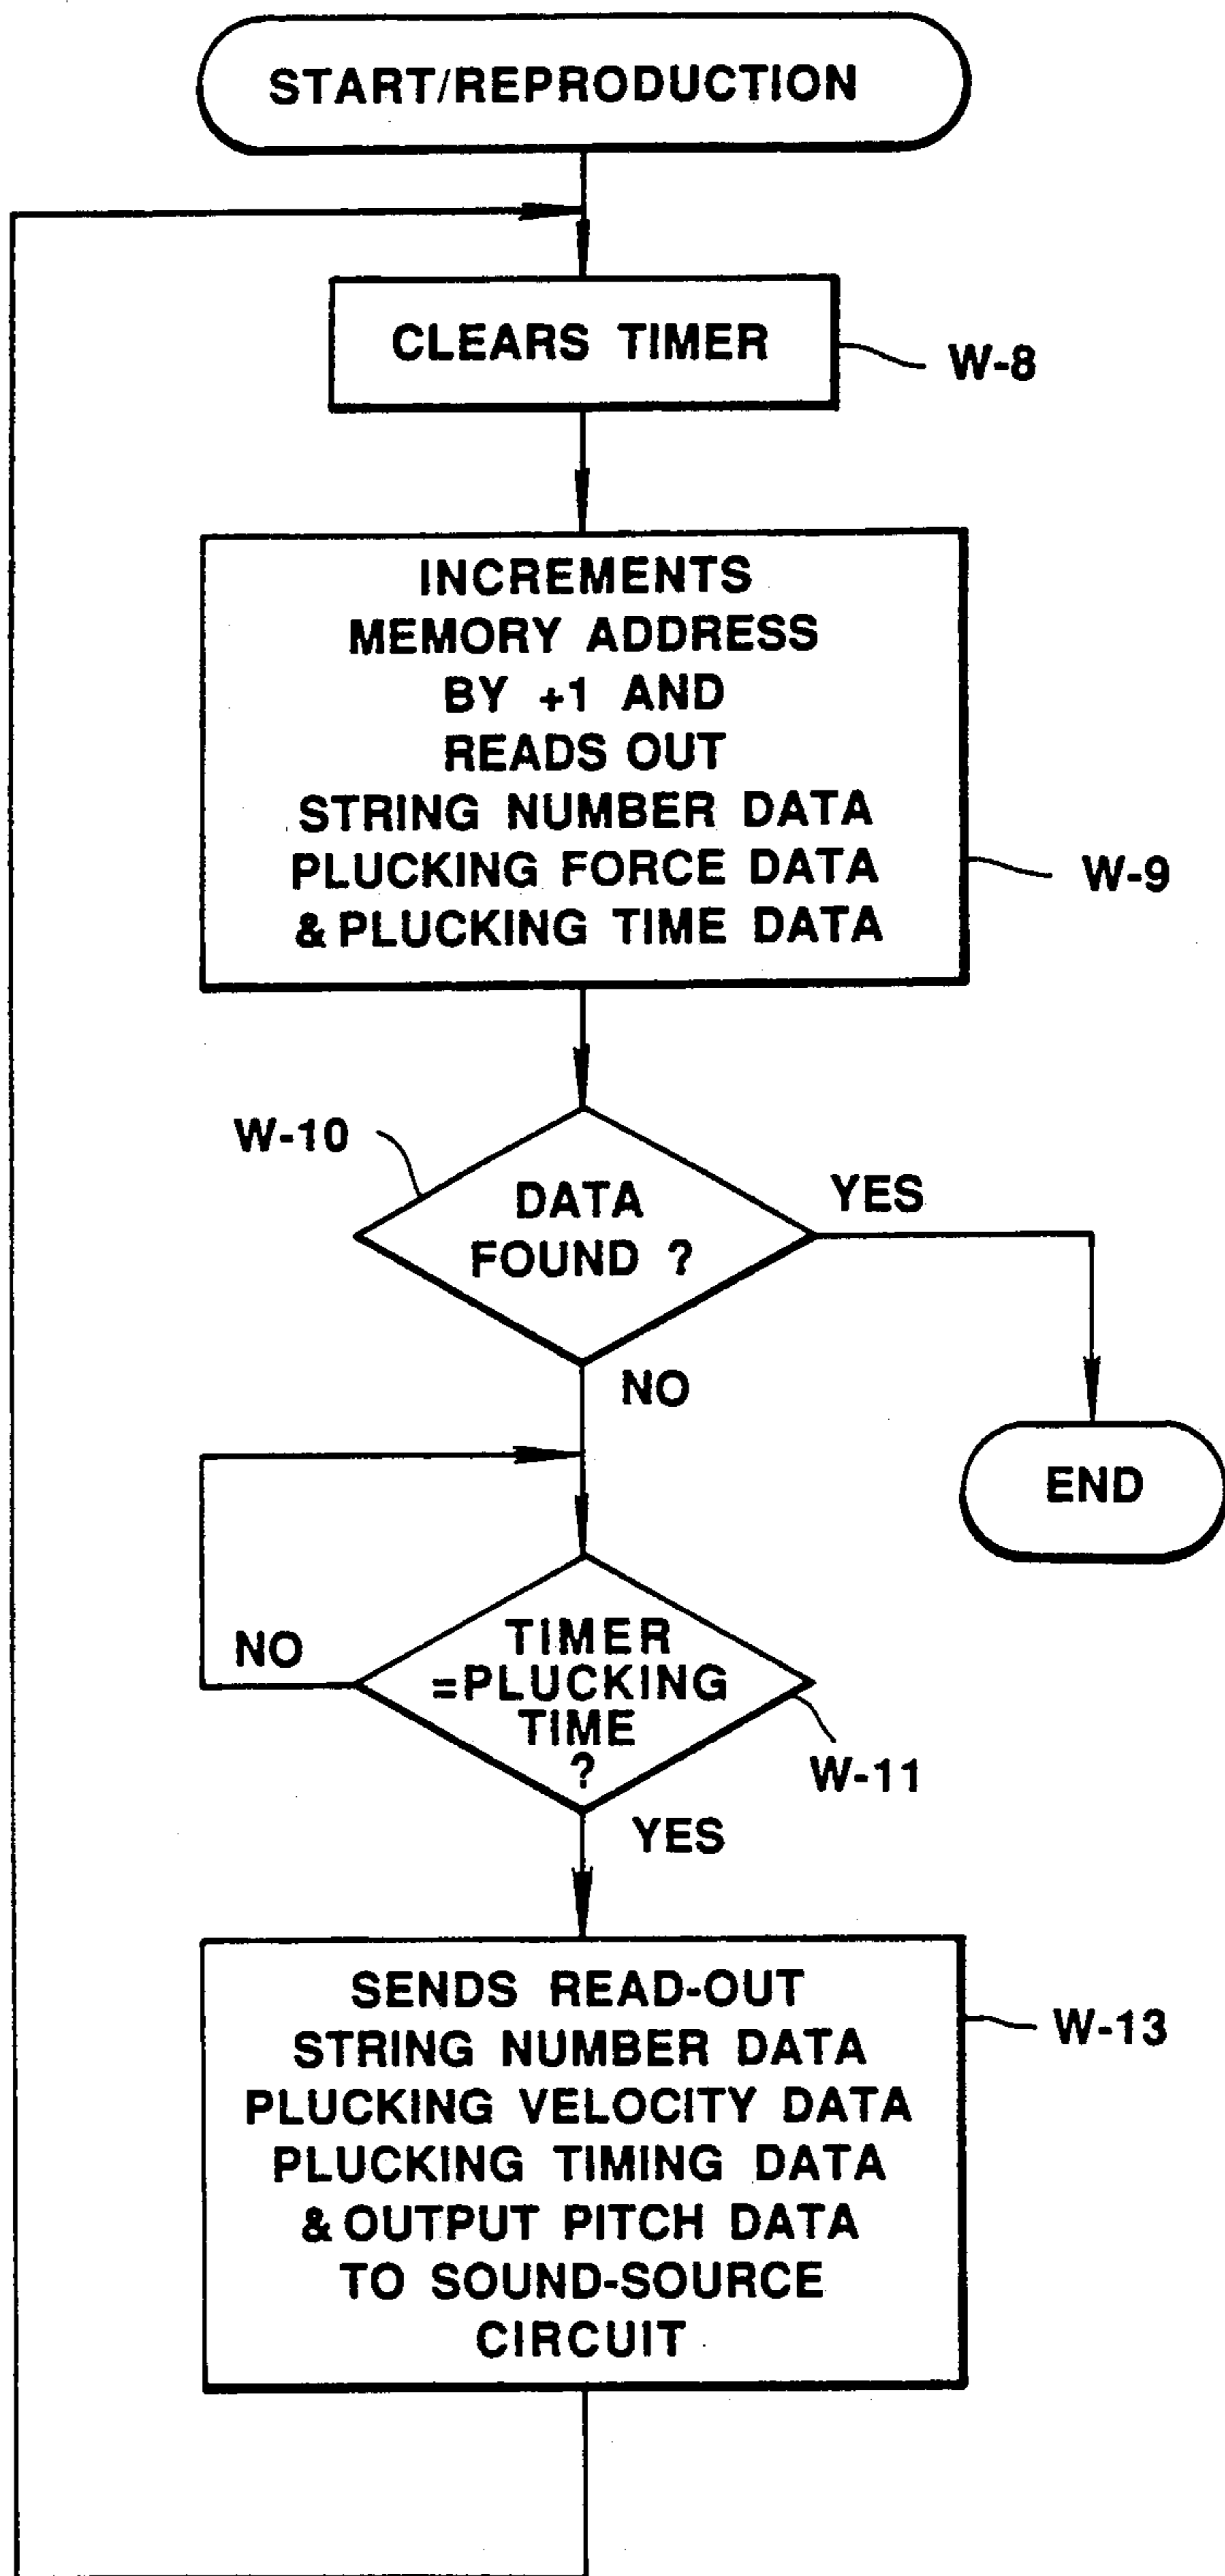 START/REPRODUCTION
CLEARS TIMER
W-8
INCREMENTS
MEMORY ADDRESS
BY +1 AND
READS OUT
STRING NUMBER DATA
PLUCKING FORCE DATA
& PLUCKING TIME DATA
W-9
W-10
DATA
FOUND ?
YES
NO
END
TIMER
=PLUCKING
TIME
?
NO
W-11
YES
SENDS READ-OUT
STRING NUMBER DATA
PLUCKING VELOCITY DATA
PLUCKING TIMING DATA
& OUTPUT PITCH DATA
TO SOUND-SOURCE
CIRCUIT
W-13